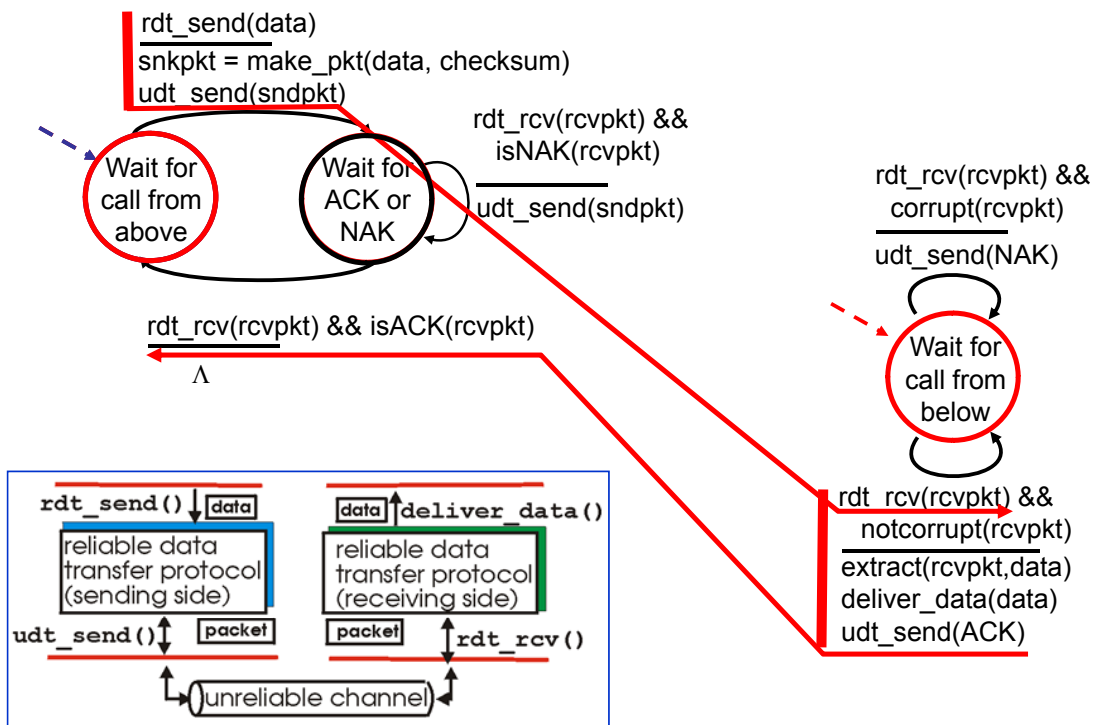 rdt_send(data)
snkpkt = make_pkt(data, checksum)
udt_send(sndpkt)
Wait for
call from
above
Wait for
ACK or
NAK
rdt_rcv(rcvpkt) &&
isNAK(rcvpkt)
udt_send(sndpkt)
rdt_rcv(rcvpkt) && isACK(rcvpkt)
Λ
rdt_rcv(rcvpkt) &&
corrupt(rcvpkt)
udt_send(NAK)
Wait for
call from
below
rdt_rcv(rcvpkt) &&
notcorrupt(rcvpkt)
extract(rcvpkt,data)
deliver_data(data)
udt_send(ACK)
rdt_send()
data
reliable data
transfer protocol
(sending side)
udt_send()
packet
data
deliver_data()
reliable data
transfer protocol
(receiving side)
packet
rdt_rcv()
unreliable channel